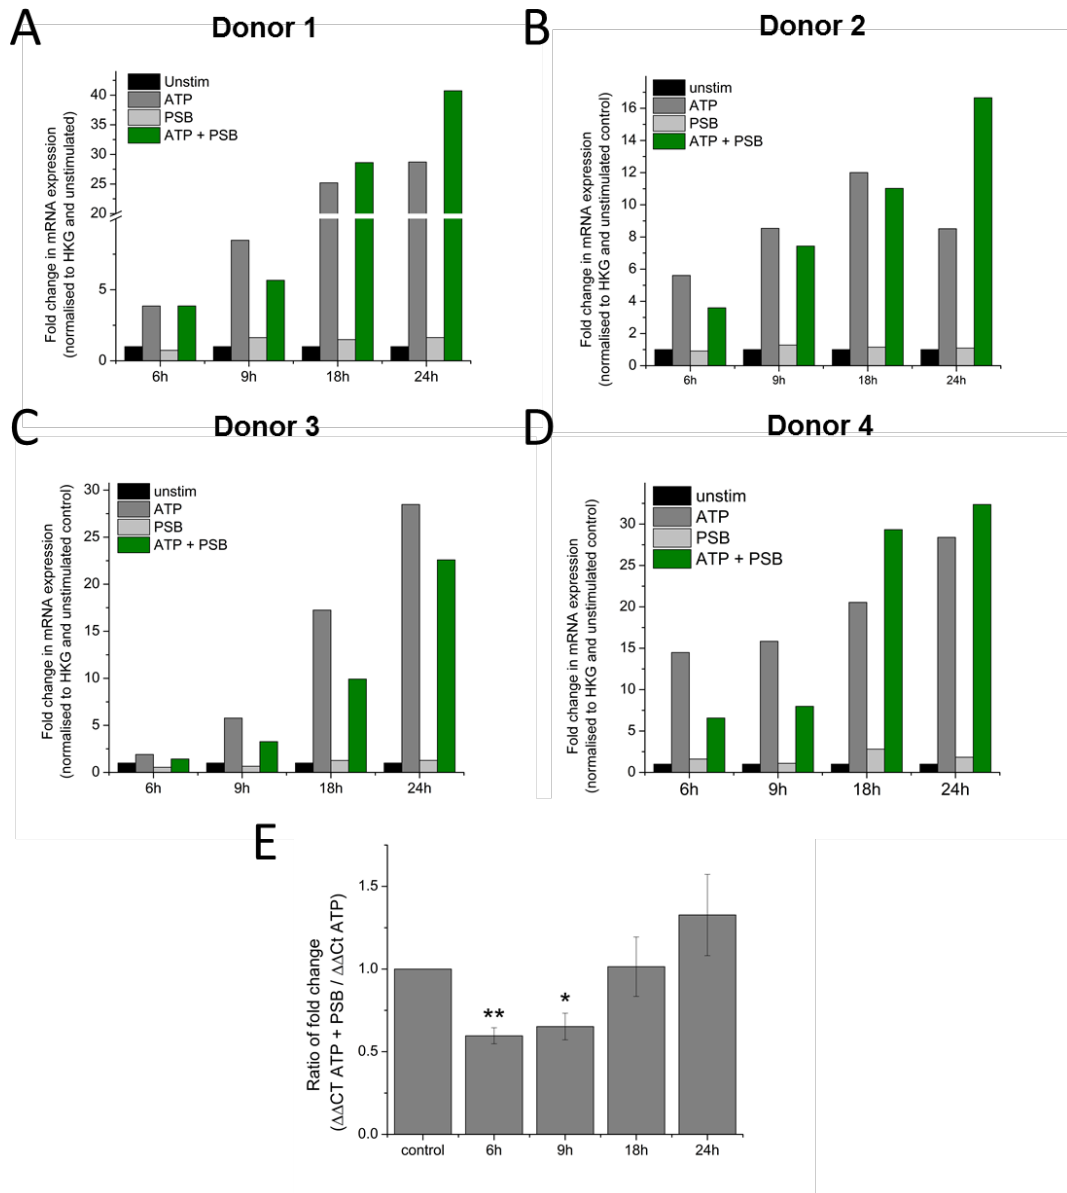 A
Donor 1
Fold change in mRNA expression
(normalised to HKG and unstimulated)
Unstim
ATP
PSB
ATP + PSB
40
35
30
25
20
5
0
6h
9h
18h
24h
B
Donor 2
Fold change in mRNA expression
(normalised to HKG and unstimulated control)
unstim
ATP
PSB
ATP + PSB
16
14
12
10
8
6
4
2
0
6h
9h
18h
24h
C
Donor 3
Fold change in mRNA expression
(normalised to HKG and unstimulated control)
unstim
ATP
PSB
ATP + PSB
30
25
20
15
10
5
0
6h
9h
18h
24h
D
Donor 4
Fold change in mRNA expression
(normalised to HKG and unstimulated control)
unstim
ATP
PSB
ATP + PSB
30
25
20
15
10
5
0
6h
9h
18h
24h
E
Ratio of fold change
(ΔΔCT ATP + PSB / ΔΔCt ATP)
1.5
1.0
0.5
0.0
**
*
control
6h
9h
18h
24h